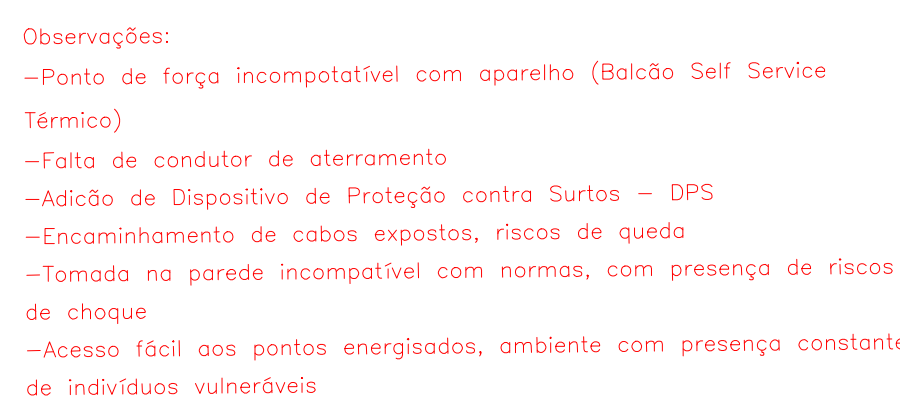 Observações:
-Ponto de força incompotatível com aparelho (Balcão Self Service
Térmico)
-Falta de condutor de aterramento
-Adicão de Dispositivo de Proteção contra Surtos - DPS
-Encaminhamento de cabos expostos, riscos de queda
-Tomada na parede incompatível com normas, com presença de riscos
de choque
-Acesso fácil aos pontos energisados, ambiente com presença constante
de indivíduos vulneráveis